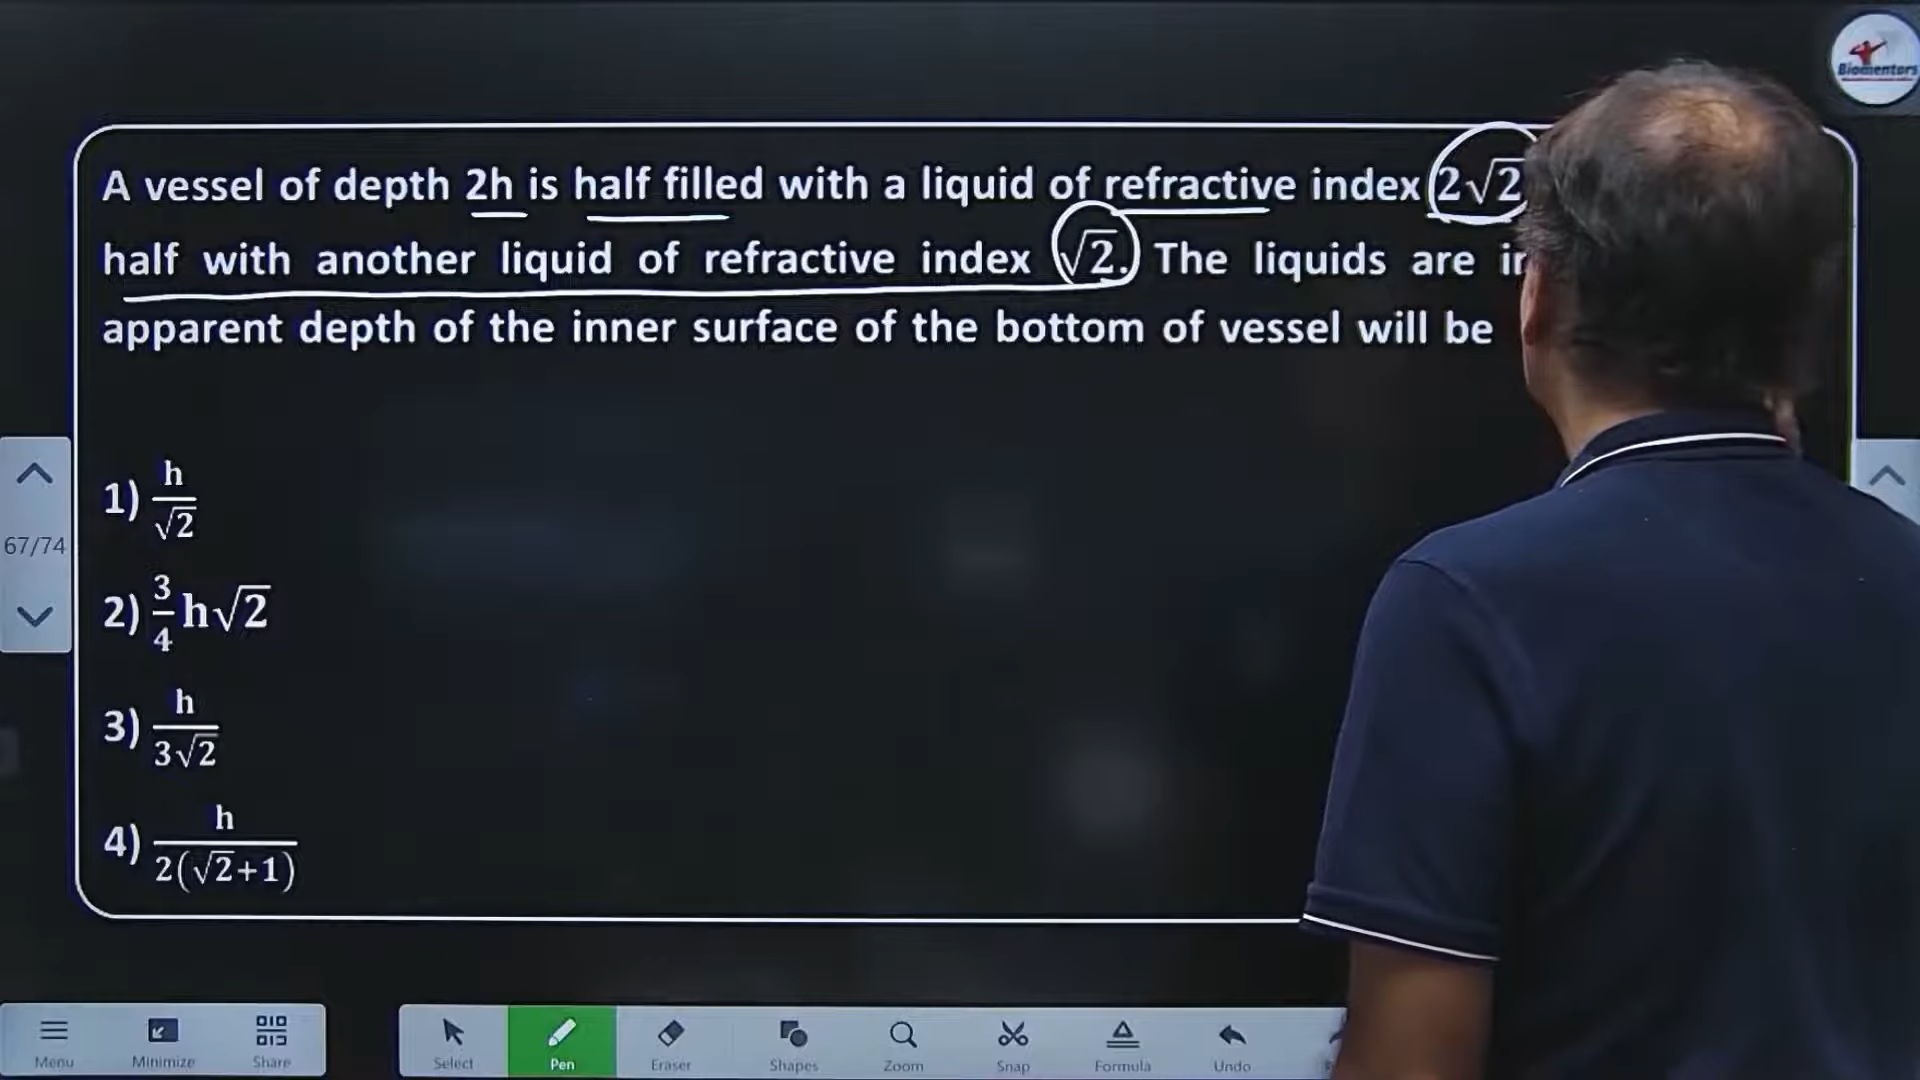 Biomentors
A vessel of depth 2h is half filled with a liquid of refractive index 2√2
half with another liquid of refractive index √2. The liquids are
apparent depth of the inner surface of the bottom of vessel will be
1) h/√2
67/74
2) 3/4 h√2
3) h/3√2
4) h/2(√2+1)
Menu Minimize Share Select Pen Eraser Shapes Zoom Snap Formula Undo